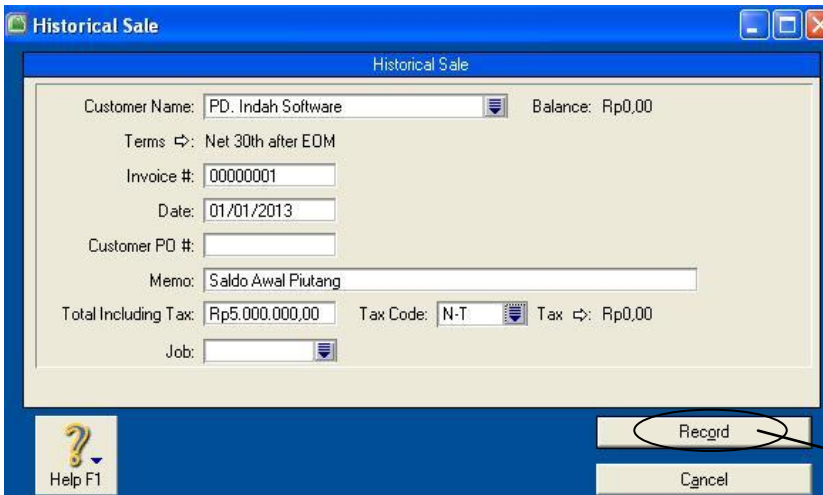 Historical Sale
Historical Sale
Customer Name: PD. Indah Software Balance: Rp0,00
Terms ⇨: Net 30th after EOM
Invoice #: 00000001
Date: 01/01/2013
Customer PO #:
Memo: Saldo Awal Piutang
Total Including Tax: Rp5.000.000,00 Tax Code: N-T Tax ⇨: Rp0,00
Job:
Record
Help F1
Cancel